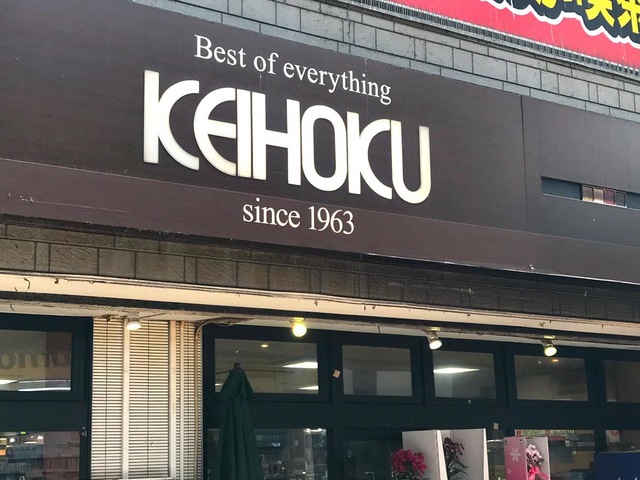 Best of everything
KEIHOKU
since 1963